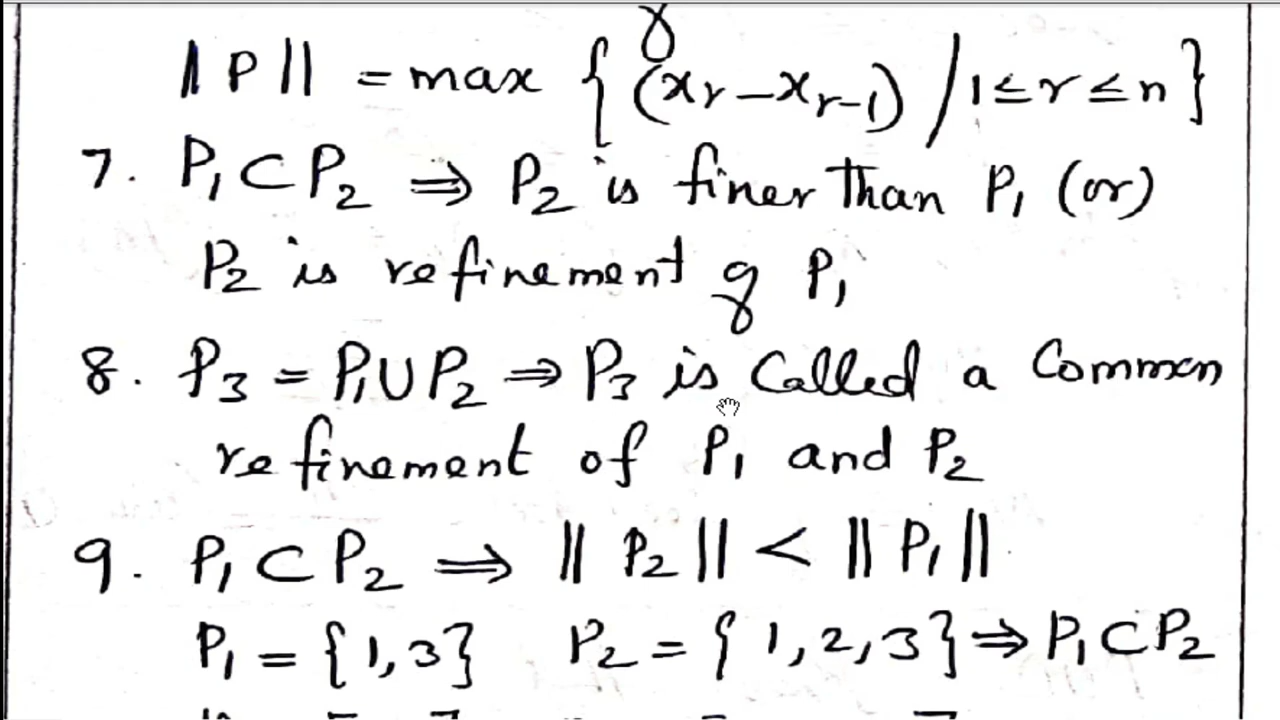 ‖ P ‖ = max { (xᵣ – xᵣ₋₁) / 1 ≤ r ≤ n }
7. P₁ ⊂ P₂ ⇒ P₂ is finer than P₁ (or)
P₂ is refinement of P₁
8. P₃ = P₁ ∪ P₂ ⇒ P₃ is called a common
refinement of P₁ and P₂
9. P₁ ⊂ P₂ ⇒ ‖ P₂ ‖ < ‖ P₁ ‖
P₁ = {1,3} P₂ = {1,2,3} ⇒ P₁ ⊂ P₂